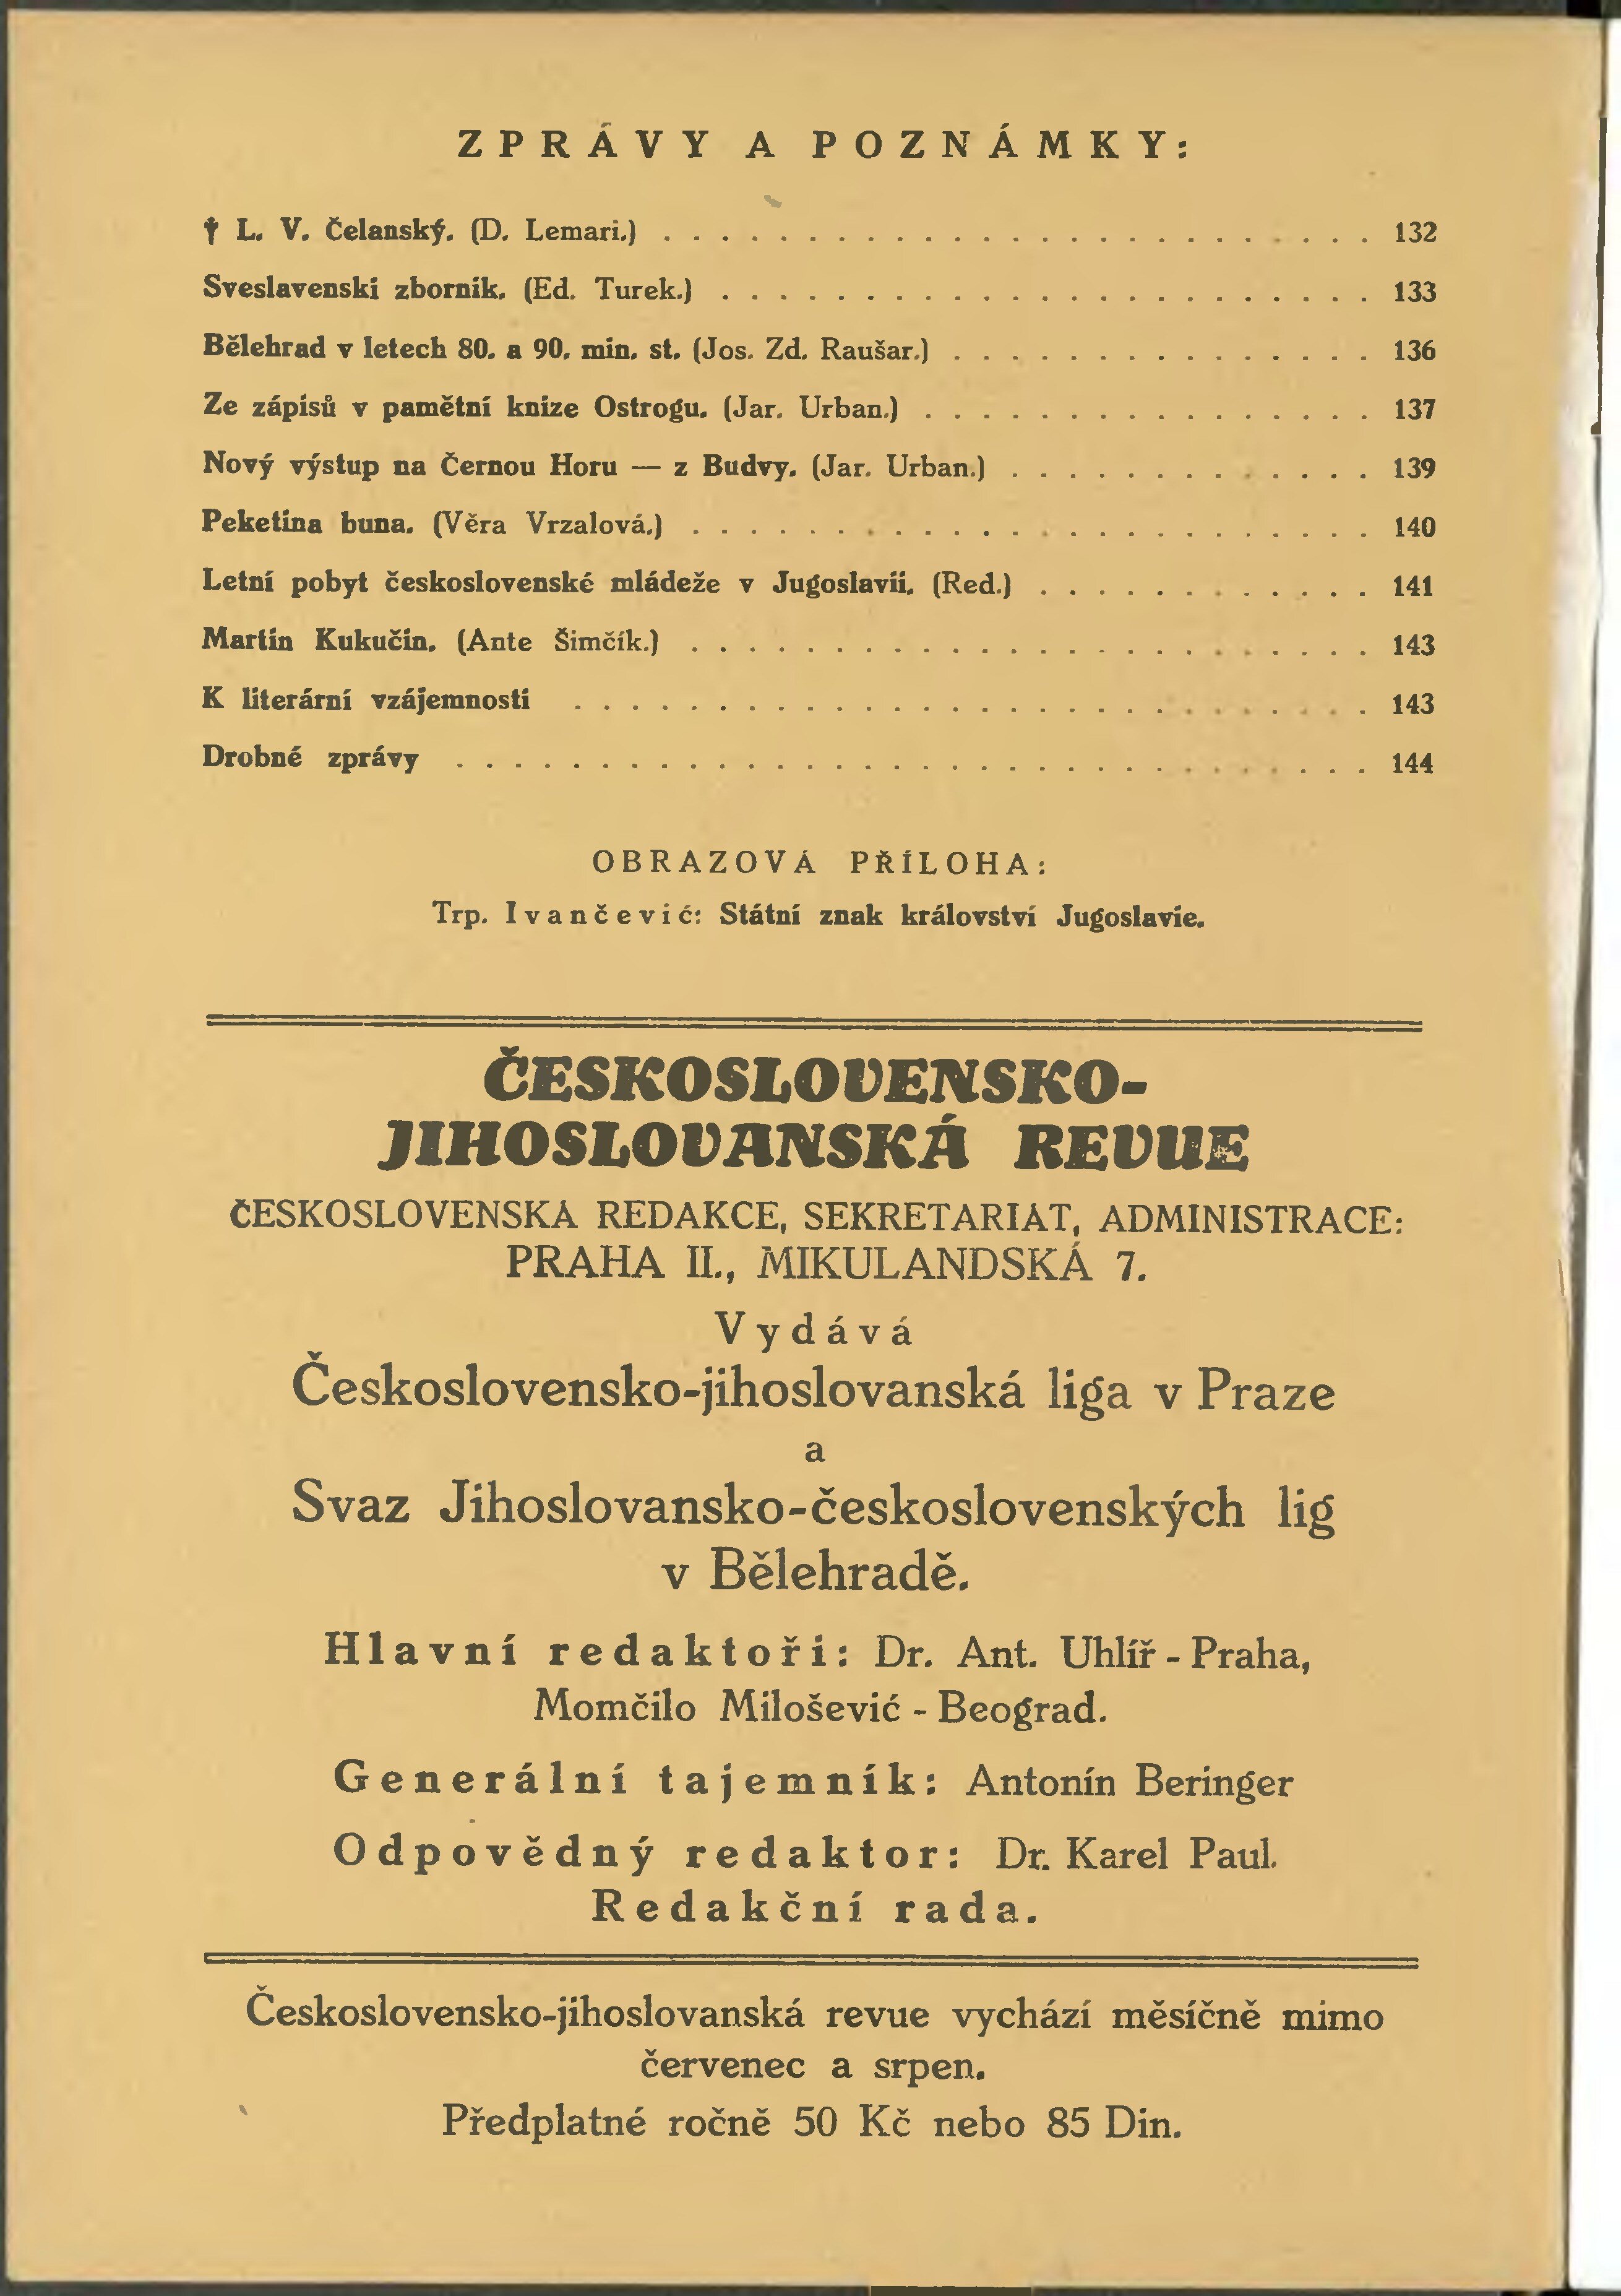 ZPRÁVY A POZNÁMKY:
† L. V. Čelanský. (D. Lemari.) . . . . . . . . . . . . . . . . . . . . . . . . . 132
Sveslavenski zbornik. (Ed. Turek.) . . . . . . . . . . . . . . . . . . . . . . . 133
Bělehrad v letech 80. a 90. min. st. (Jos. Zd. Raušar.) . . . . . . . . . . . . . . . 136
Ze zápisů v pamětní knize Ostrogu. (Jar. Urban.) . . . . . . . . . . . . . . . . 137
Nový výstup na Černou Horu — z Budvy. (Jar. Urban.) . . . . . . . . . . . . . 139
Peketina buna. (Věra Vrzalová.) . . . . . . . . . . . . . . . . . . . . . . . . 140
Letní pobyt československé mládeže v Jugoslavii. (Red.) . . . . . . . . . . . . 141
Martin Kukučin. (Ante Šimčík.) . . . . . . . . . . . . . . . . . . . . . . . . 143
K literární vzájemnosti . . . . . . . . . . . . . . . . . . . . . . . . . . . . 143
Drobné zprávy . . . . . . . . . . . . . . . . . . . . . . . . . . . . . . . . 144
OBRAZOVÁ PŘÍLOHA:
Trp. Ivančević: Státní znak království Jugoslavie.
ČESKOSLOVENSKO-
JIHOSLOVANSKÁ REVUE
ČESKOSLOVENSKÁ REDAKCE, SEKRETARIÁT, ADMINISTRACE:
PRAHA II., MIKULANDSKÁ 7.
Vydává
Československo-jihoslovanská liga v Praze
a
Svaz Jihoslovansko-československých lig
v Bělehradě.
Hlavní redaktoři: Dr. Ant. Uhlíř - Praha,
Momčilo Milošević - Beograd.
Generální tajemník: Antonín Beringer
Odpovědný redaktor: Dr. Karel Paul.
Redakční rada.
Československo-jihoslovanská revue vychází měsíčně mimo
červenec a srpen.
Předplatné ročně 50 Kč nebo 85 Din.